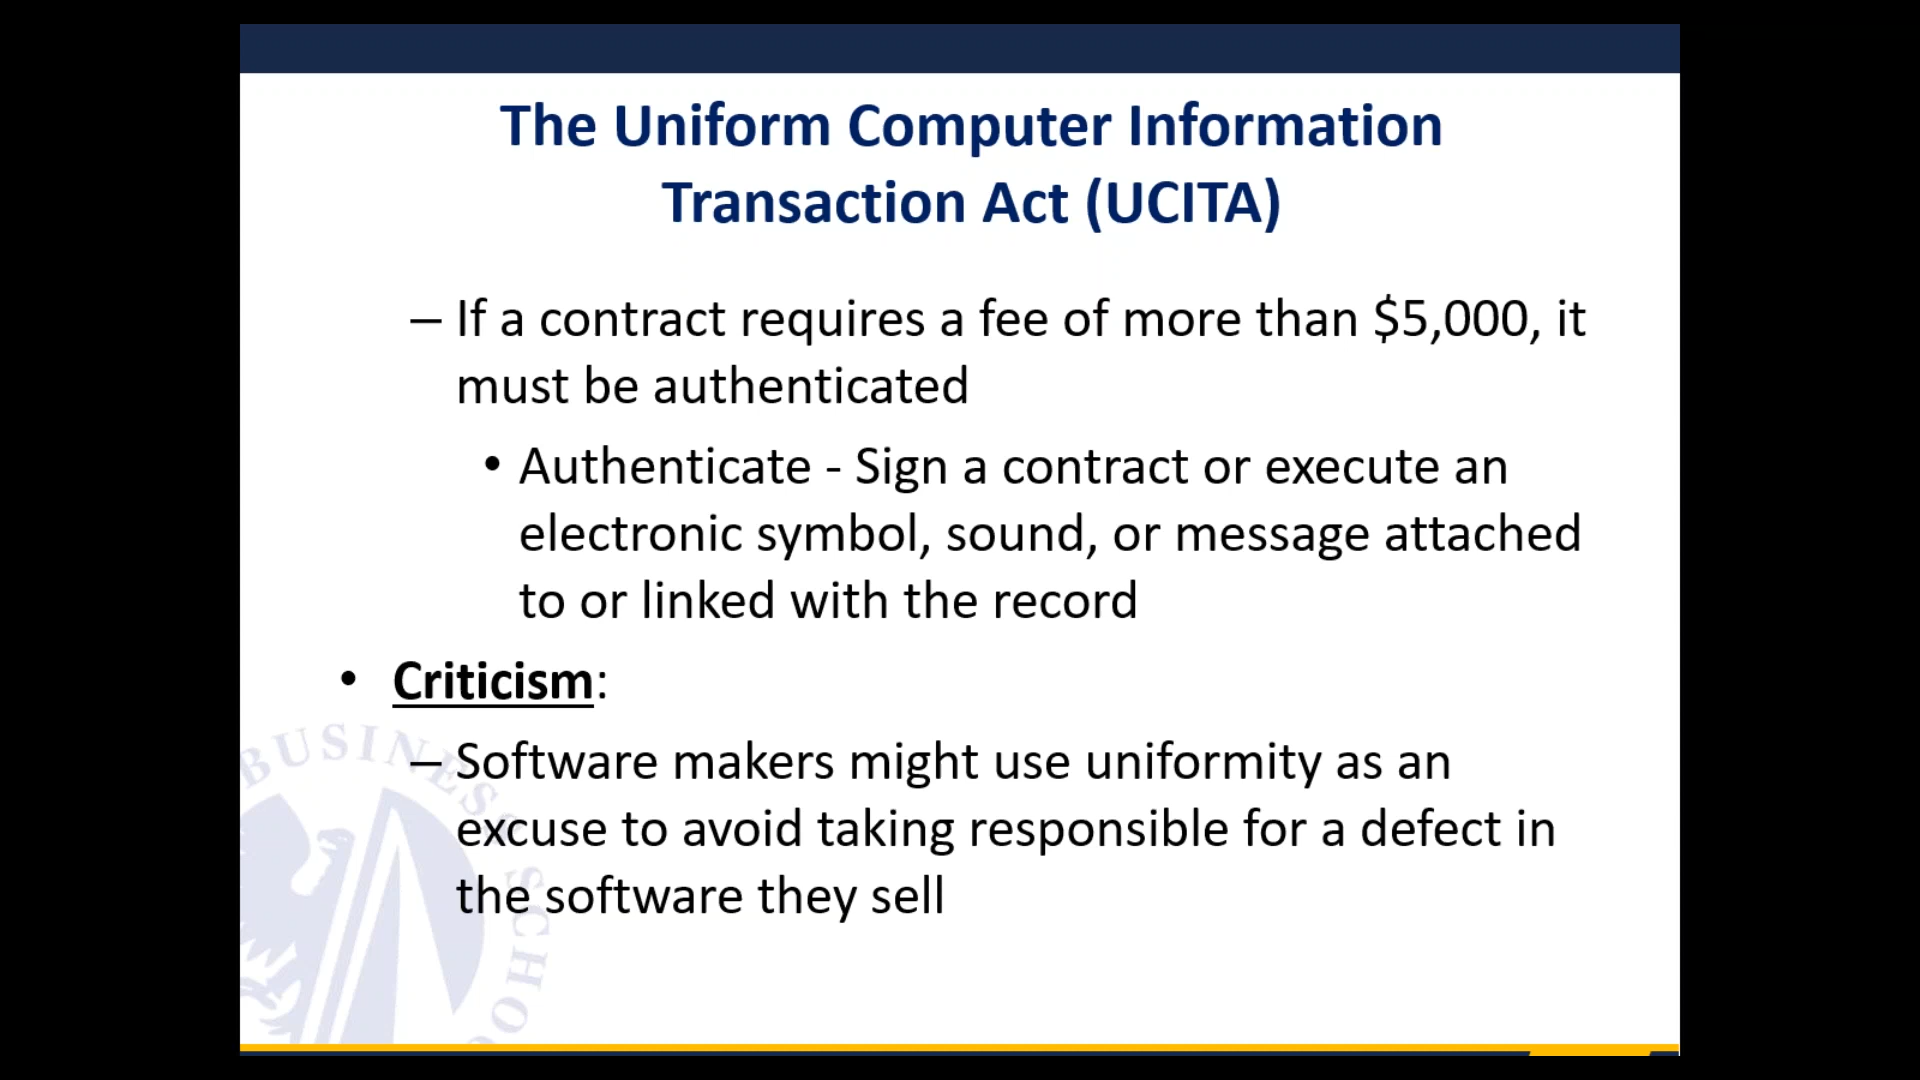 The Uniform Computer Information
Transaction Act (UCITA)
– If a contract requires a fee of more than $5,000, it
must be authenticated
• Authenticate - Sign a contract or execute an
electronic symbol, sound, or message attached
to or linked with the record
• Criticism:
– Software makers might use uniformity as an
excuse to avoid taking responsible for a defect in
the software they sell
BUSINESS SCHOO